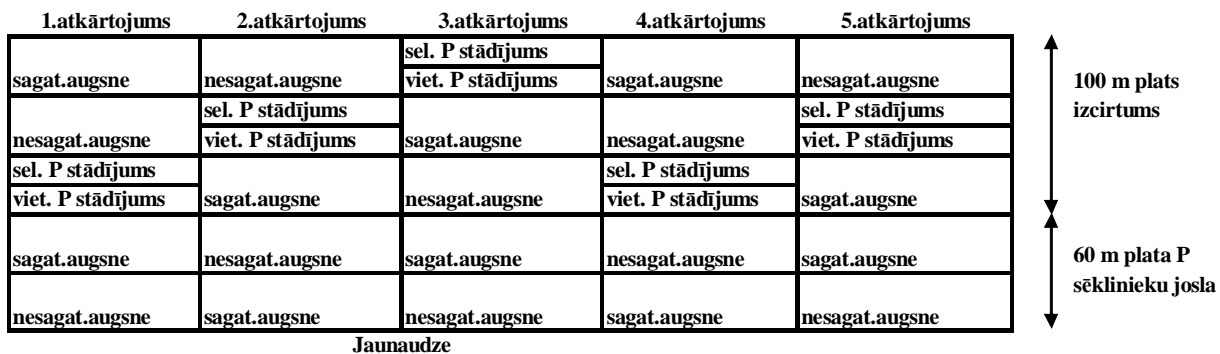 1.atkārtojums 2.atkārtojums 3.atkārtojums 4.atkārtojums 5.atkārtojums
sel. P stādījums
sagat.augsne nesagat.augsne viet. P stādījums sagat.augsne nesagat.augsne
100 m plats
izcirtums
sel. P stādījums sel. P stādījums
nesagat.augsne viet. P stādījums sagat.augsne nesagat.augsne viet. P stādījums
sel. P stādījums sel. P stādījums
viet. P stādījums sagat.augsne nesagat.augsne viet. P stādījums sagat.augsne
sagat.augsne nesagat.augsne sagat.augsne nesagat.augsne sagat.augsne
60 m plata P
sēklinieku josla
nesagat.augsne sagat.augsne nesagat.augsne sagat.augsne nesagat.augsne
Jaunaudze